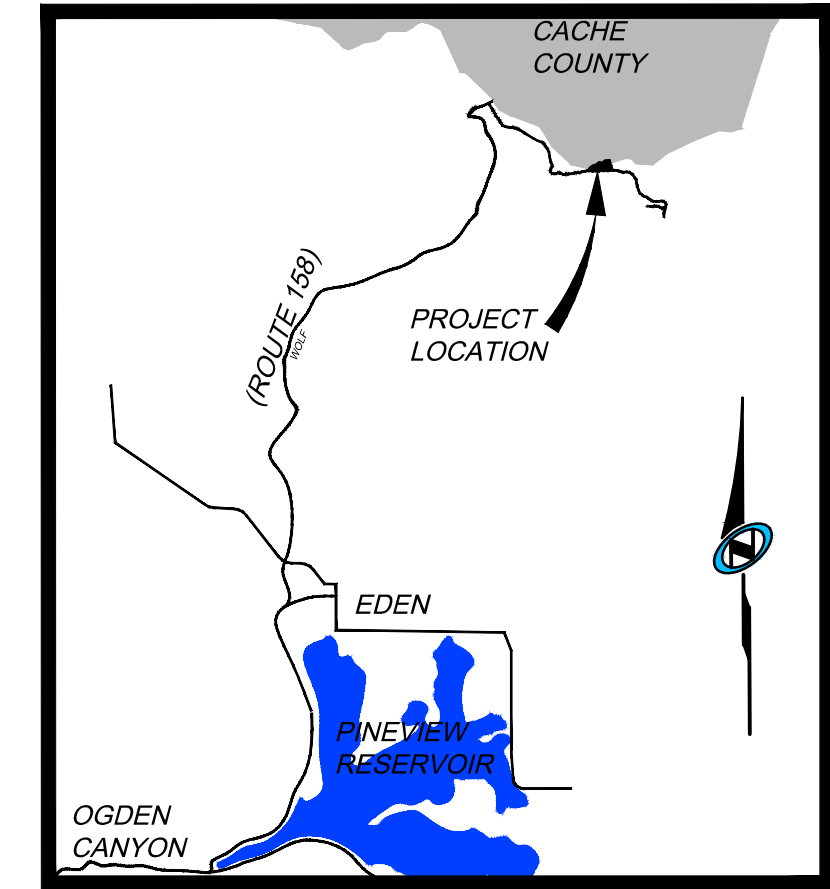 CACHE
COUNTY
(ROUTE 158)
WOLF
PROJECT
LOCATION
N
EDEN
PINEVIEW
RESERVOIR
OGDEN
CANYON